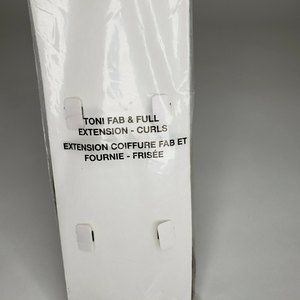 TONI FAB & FULL
EXTENSION - CURLS
EXTENSION COIFFURE FAB ET
FOURNIE - FRISÉE